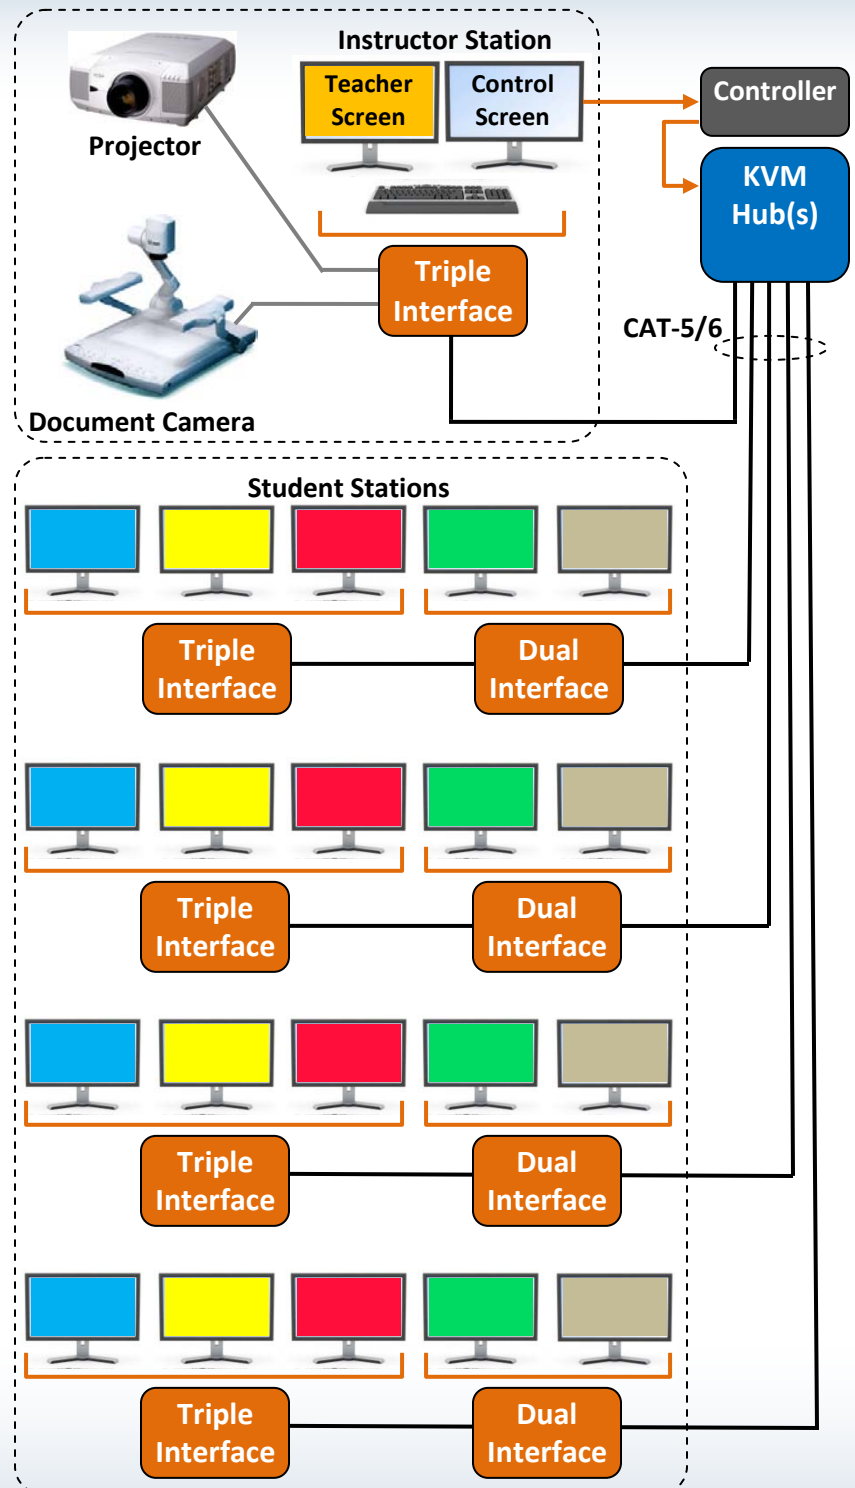 Instructor Station
Teacher
Screen
Control
Screen
Controller
Projector
KVM
Hub(s)
Triple
Interface
CAT-5/6
Document Camera
Student Stations
Triple
Interface
Dual
Interface
Triple
Interface
Dual
Interface
Triple
Interface
Dual
Interface
Triple
Interface
Dual
Interface